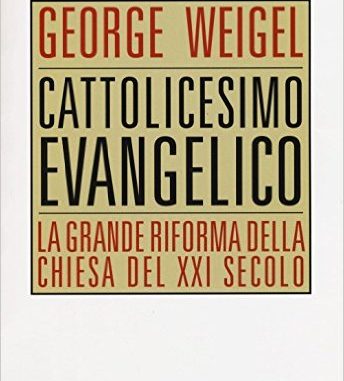 GEORGE WEIGEL
CATTOLICESIMO
EVANGELICO
LA GRANDE RIFORMA DELLA
CHIESA DEL XXI SECOLO